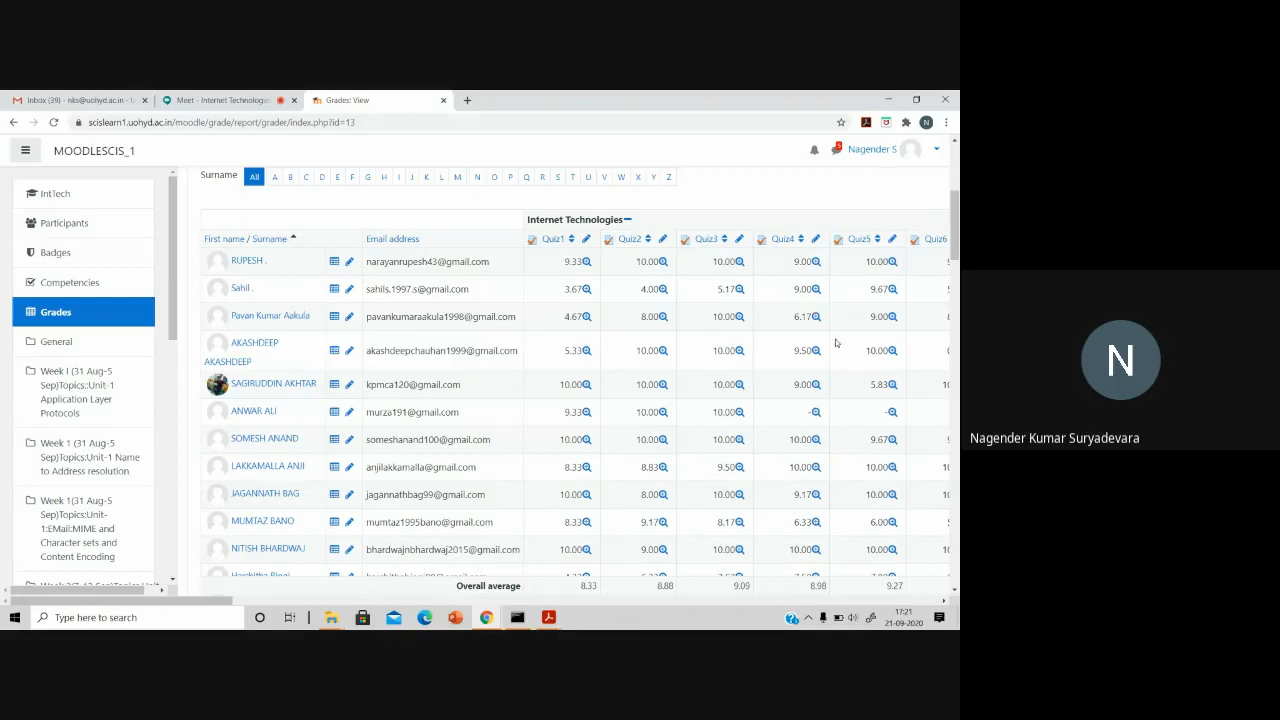 Inbox (39) - nks@uohyd.ac.in - U
Meet - Internet Technologie
Grades: View
scislearn1.uohyd.ac.in/moodle/grade/report/grader/index.php?id=13
N
MOODLESCIS_1
Nagender S
IntTech
Participants
Badges
Competencies
Grades
General
Week I (31 Aug-5
Sep)Topics:Unit-1
Application Layer
Protocols
Week 1 (31 Aug-5
Sep)Topics:Unit-1 Name
to Address resolution
Week 1(31 Aug-5
Sep)Topics:Unit-
1:EMail:MIME and
Character sets and
Content Encoding
Surname All A B C D E F G H I J K L M N O P Q R S T U V W X Y Z
Internet Technologies
First name / Surname Email address Quiz1 Quiz2 Quiz3 Quiz4 Quiz5 Quiz6
RUPESH . narayanrupesh43@gmail.com 9.33 10.00 10.00 9.00 10.00
Sahil . sahils.1997.s@gmail.com 3.67 4.00 5.17 9.00 9.67
Pavan Kumar Aakula pavankumaraakula1998@gmail.com 4.67 8.00 10.00 6.17 9.00
AKASHDEEP
AKASHDEEP akashdeepchauhan1999@gmail.com 5.33 10.00 10.00 9.50 10.00
SAGIRUDDIN AKHTAR kpmca120@gmail.com 10.00 10.00 10.00 9.00 5.83 10
ANWAR ALI murza191@gmail.com 9.33 10.00 10.00 - -
SOMESH ANAND someshanand100@gmail.com 10.00 10.00 10.00 10.00 9.67
LAKKAMALLA ANJI anjilakkamalla@gmail.com 8.33 8.83 9.50 10.00 10.00 10
JAGANNATH BAG jagannathbag99@gmail.com 10.00 8.00 10.00 9.17 10.00 10
MUMTAZ BANO mumtaz1995bano@gmail.com 8.33 9.17 8.17 6.33 6.00
NITISH BHARDWAJ bhardwajnbhardwaj2015@gmail.com 10.00 9.00 10.00 10.00 10.00 10
Overall average 8.33 8.88 9.09 8.98 9.27
Type here to search
17:21
21-09-2020
N
Nagender Kumar Suryadevara